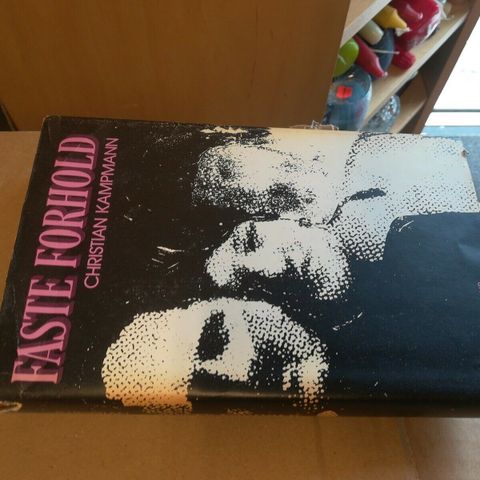 FASTE FORHOLD
CHRISTIAN KAMPMANN